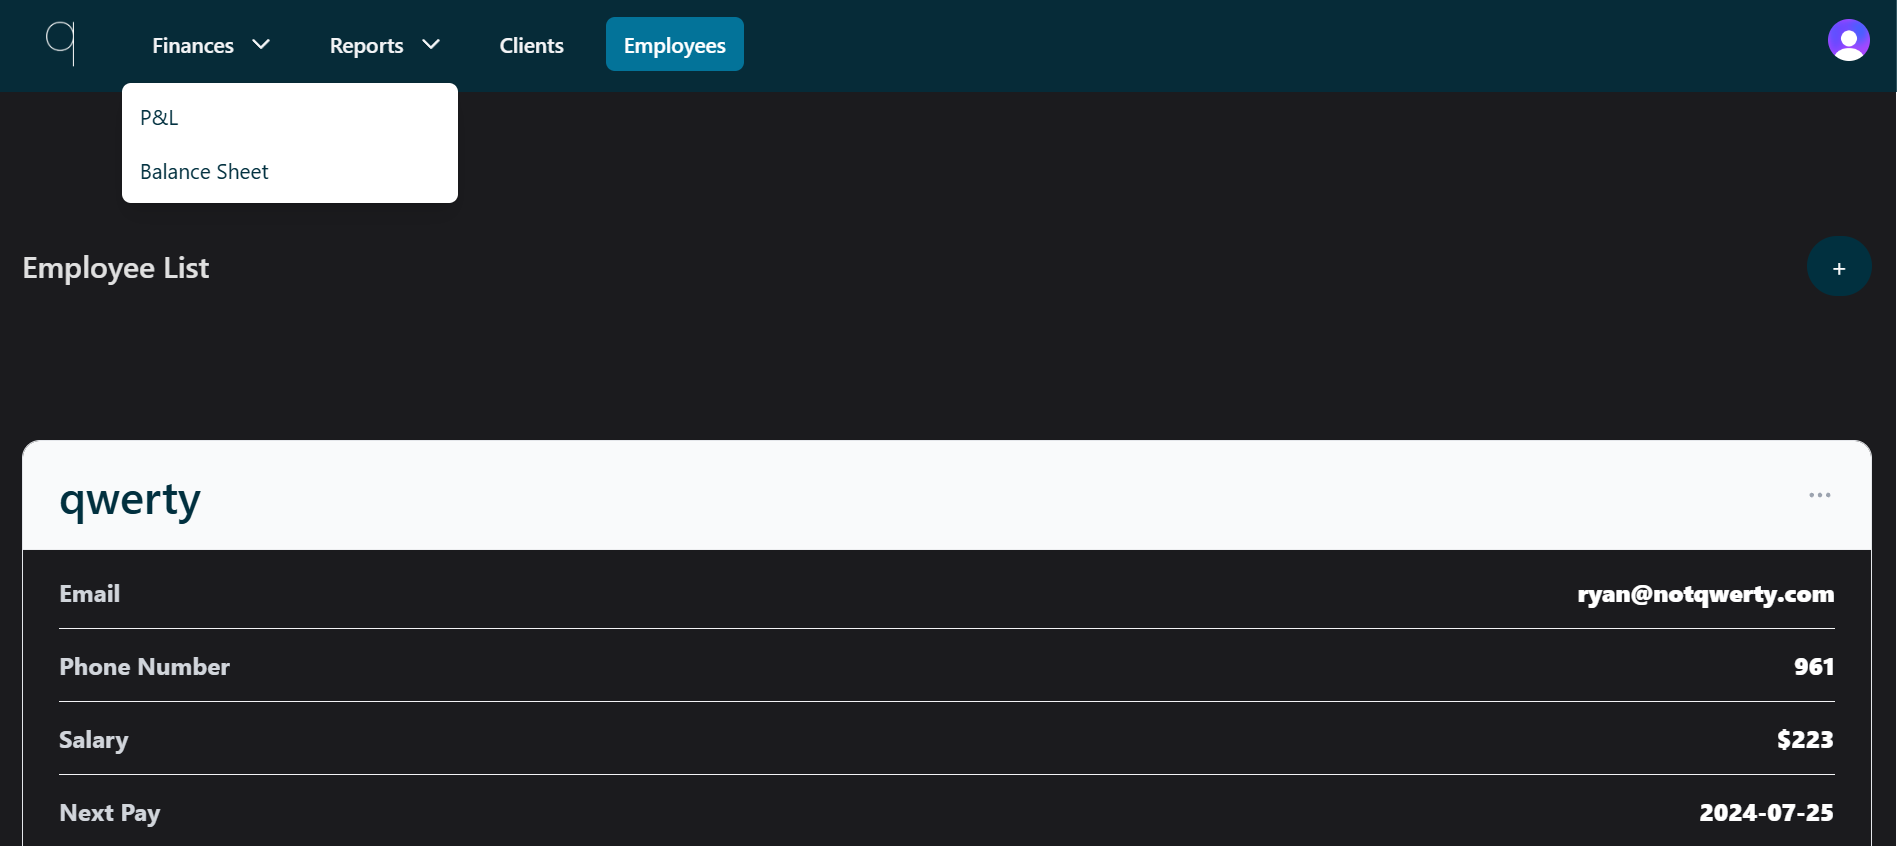 q
Finances Reports Clients Employees
P&L
Balance Sheet
Employee List
+
qwerty
...
Email ryan@notqwerty.com
Phone Number 961
Salary $223
Next Pay 2024-07-25